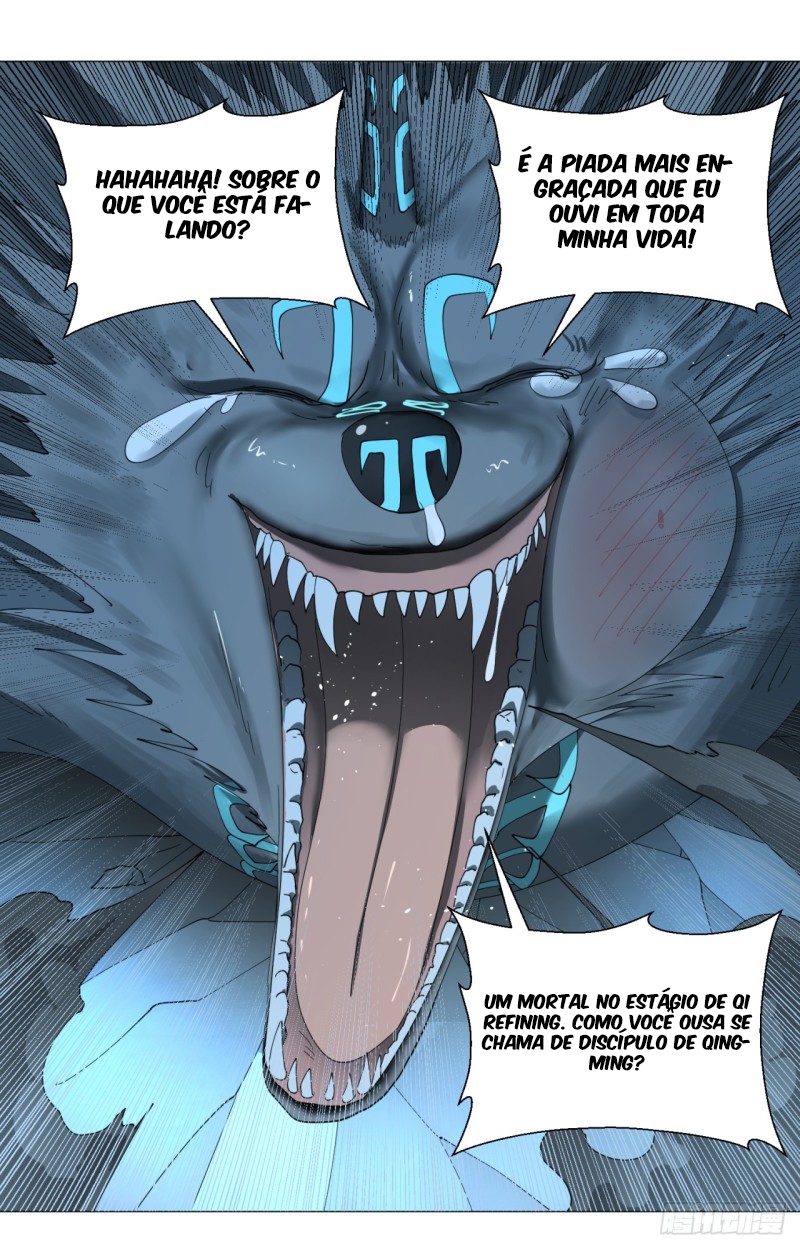 HAHAHAHA! SOBRE O
QUE VOCÊ ESTÁ FA-
LANDO?
É A PIADA MAIS EN-
GRAÇADA QUE EU
OUVI EM TODA
MINHA VIDA!
UM MORTAL NO ESTÁGIO DE QI
REFINING. COMO VOCÊ OUSA SE
CHAMA DE DISCÍPULO DE QING-
MING?